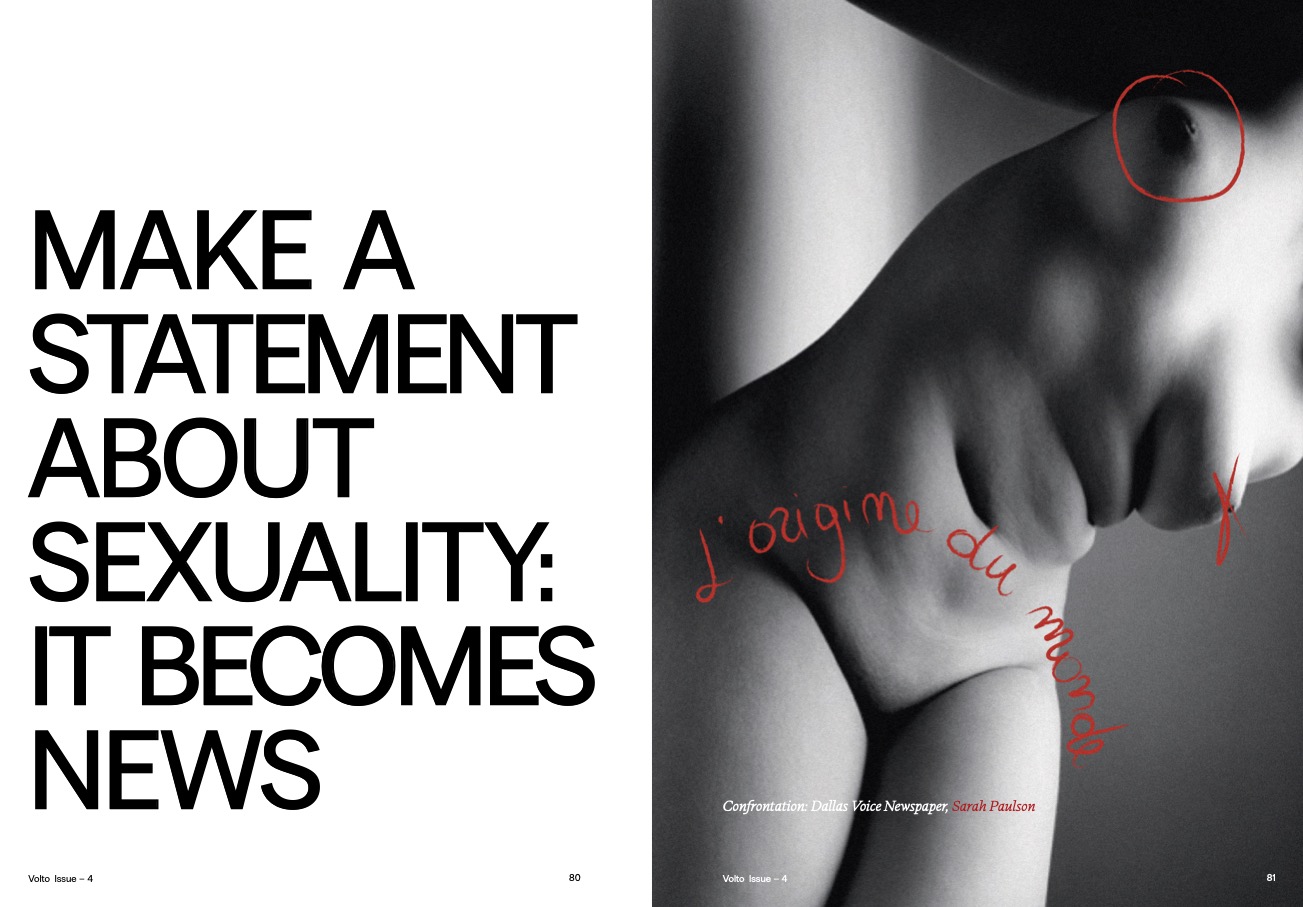 MAKE A
STATEMENT
ABOUT
SEXUALITY:
IT BECOMES
NEWS
Volto Issue – 4
80
L'origine du monde
Confrontation: Dallas Voice Newspaper, Sarah Paulson
Volto Issue – 4
81